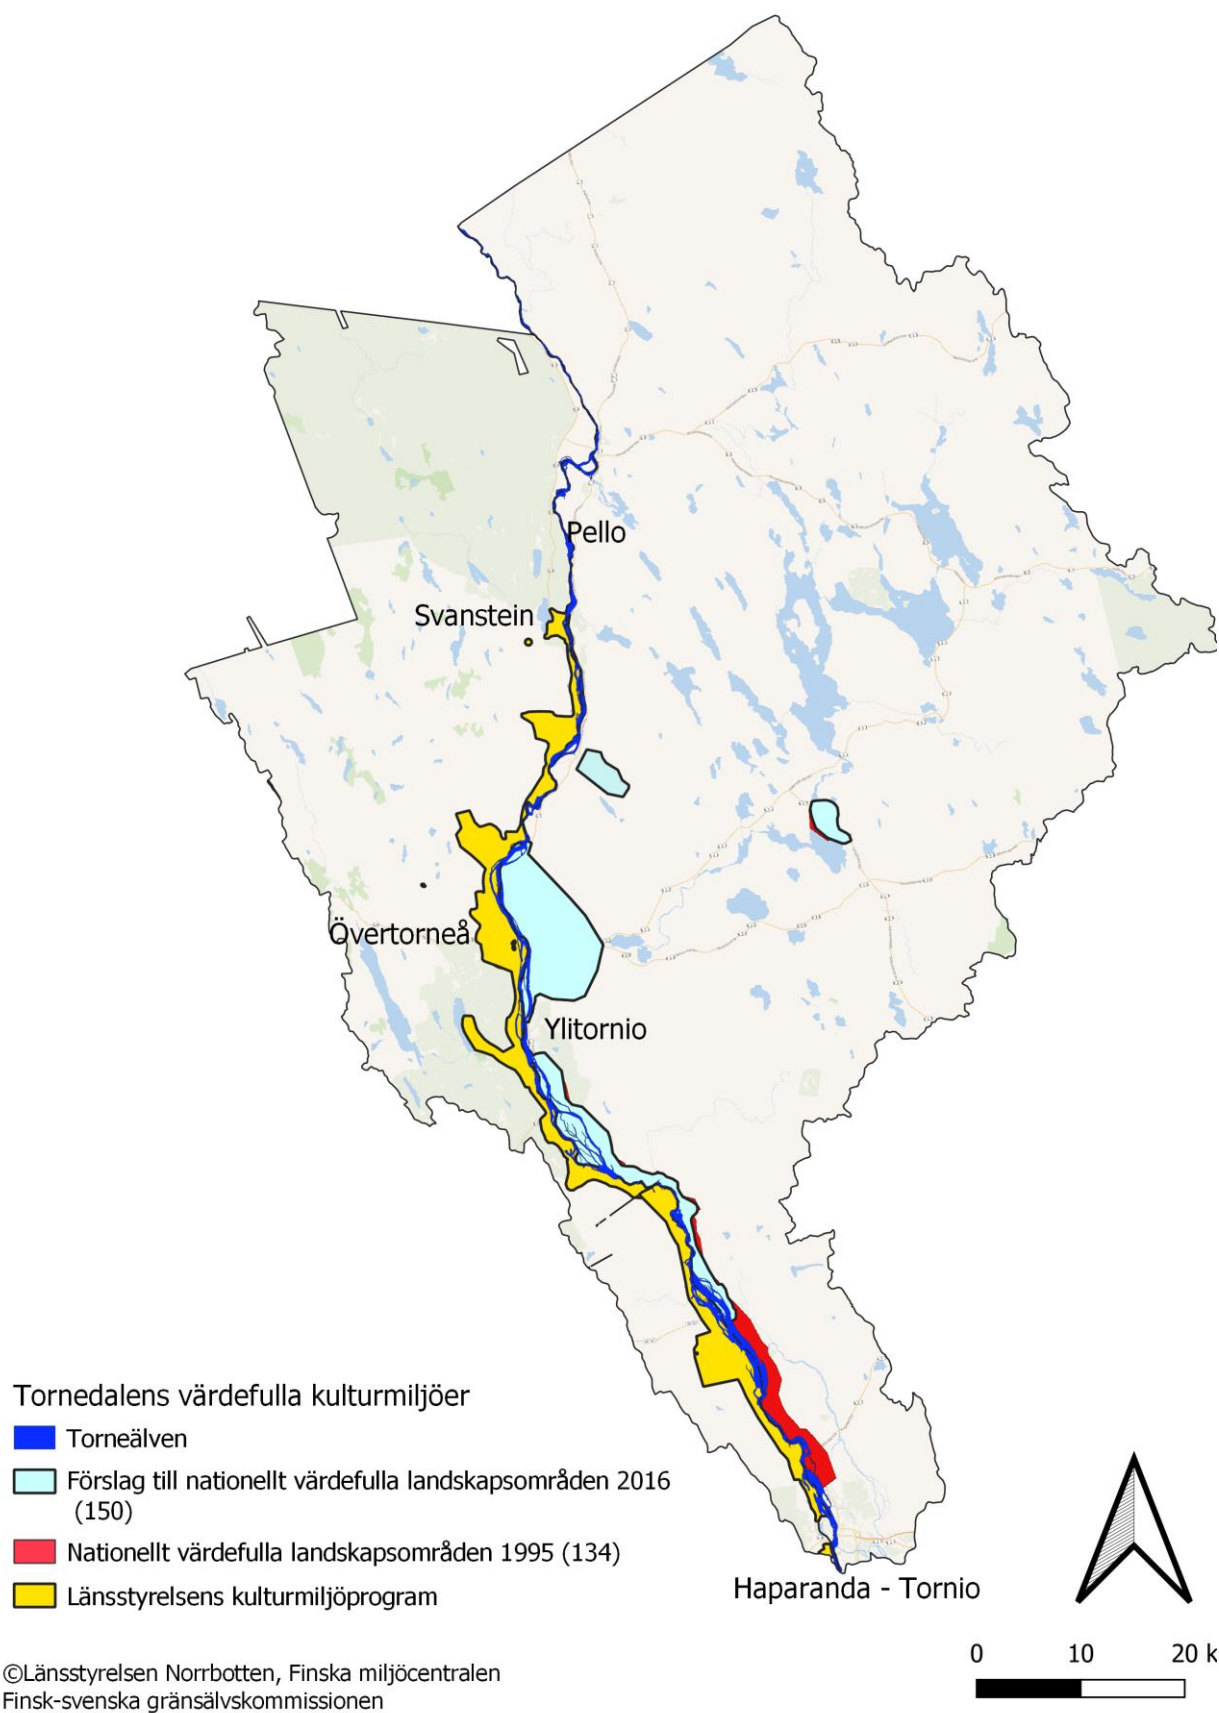 Pello
Svanstein
Övertorneå
Ylitornio
Tornedalens värdefulla kulturmiljöer
Torneälven
Förslag till nationellt värdefulla landskapsområden 2016
(150)
Nationellt värdefulla landskapsområden 1995 (134)
Länsstyrelsens kulturmiljöprogram
Haparanda - Tornio
0 10 20 k
©Länsstyrelsen Norrbotten, Finska miljöcentralen
Finsk-svenska gränsälvskommissionen